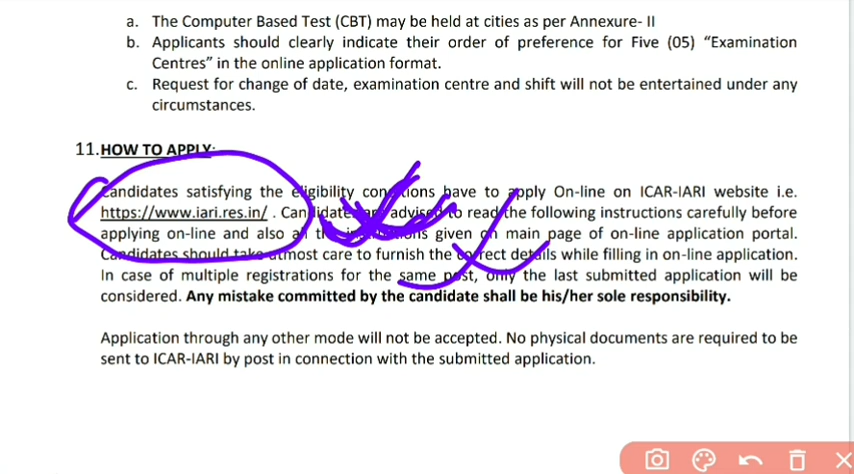 a. The Computer Based Test (CBT) may be held at cities as per Annexure- II
b. Applicants should clearly indicate their order of preference for Five (05) “Examination
Centres” in the online application format.
c. Request for change of date, examination centre and shift will not be entertained under any
circumstances.
11.HOW TO APPLY:
Candidates satisfying the eligibility conditions have to apply On-line on ICAR-IARI website i.e.
https://www.iari.res.in/ . Candidates are advised to read the following instructions carefully before
applying on-line and also all the instructions given on main page of on-line application portal.
Candidates should take utmost care to furnish the correct details while filling in on-line application.
In case of multiple registrations for the same post, only the last submitted application will be
considered. Any mistake committed by the candidate shall be his/her sole responsibility.
Application through any other mode will not be accepted. No physical documents are required to be
sent to ICAR-IARI by post in connection with the submitted application.